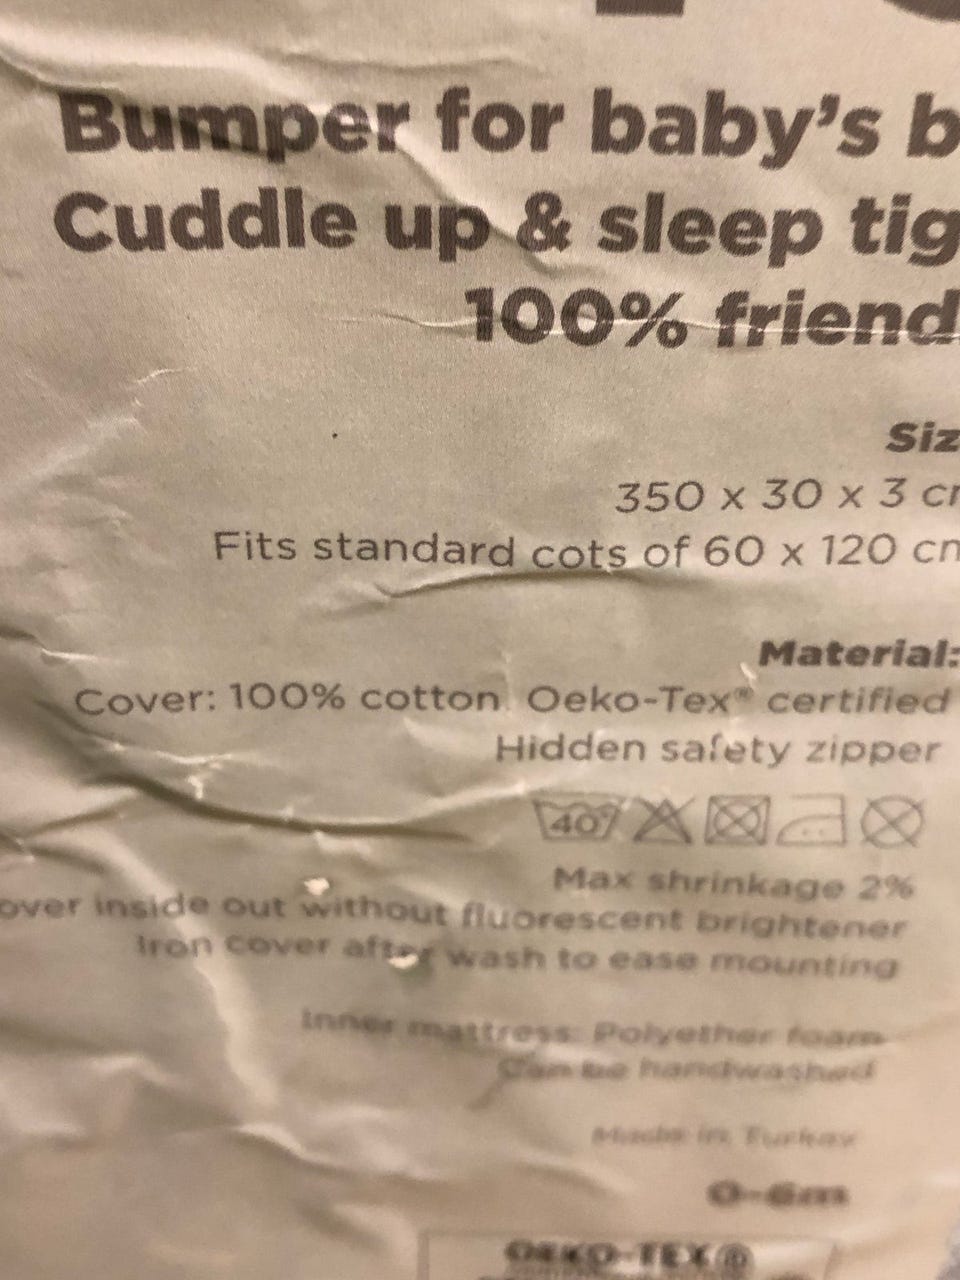 Bumper for baby's b
Cuddle up & sleep tig
100% friend
Siz
350 x 30 x 3 cr
Fits standard cots of 60 x 120 cn
Material:
Cover: 100% cotton. Oeko-Tex® certified
Hidden safety zipper
40°
Max shrinkage 2%
over inside out without fluorescent brightener
Iron cover after wash to ease mounting
Inner mattress: Polyether foam
Can be handwashed
Made in Turkey
0-6m
OEKO-TEX®